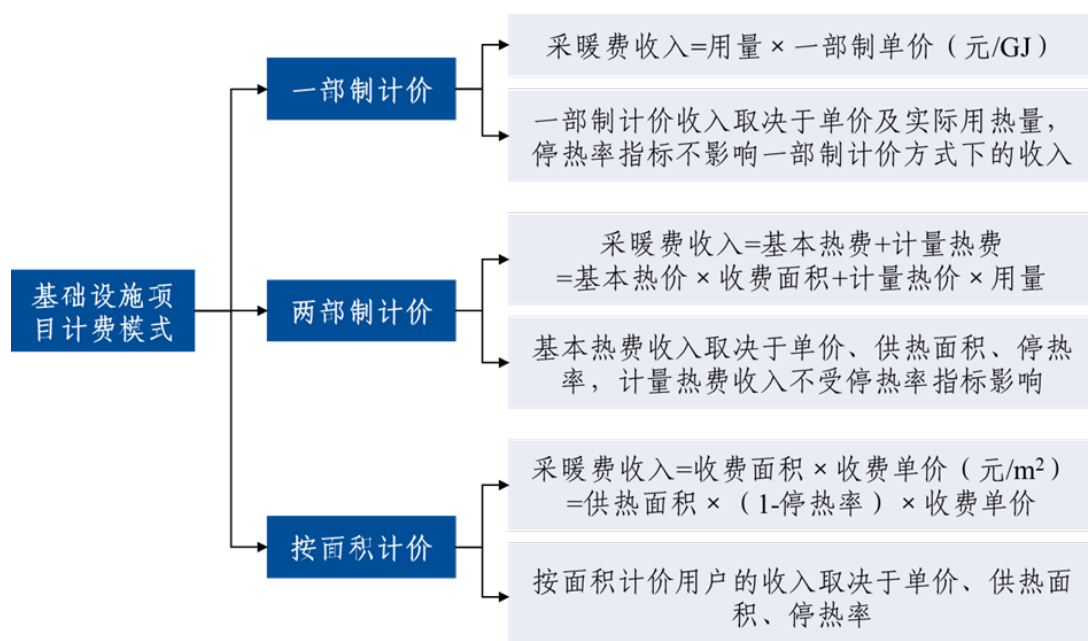 基础设施项
目计费模式
一部制计价
采暖费收入=用量×一部制单价（元/GJ）
一部制计价收入取决于单价及实际用热量，
停热率指标不影响一部制计价方式下的收入
两部制计价
采暖费收入=基本热费+计量热费
=基本热价×收费面积+计量热价×用量
基本热费收入取决于单价、供热面积、停热
率，计量热费收入不受停热率指标影响
按面积计价
采暖费收入=收费面积×收费单价（元/m²）
=供热面积×（1-停热率）×收费单价
按面积计价用户的收入取决于单价、供热面
积、停热率